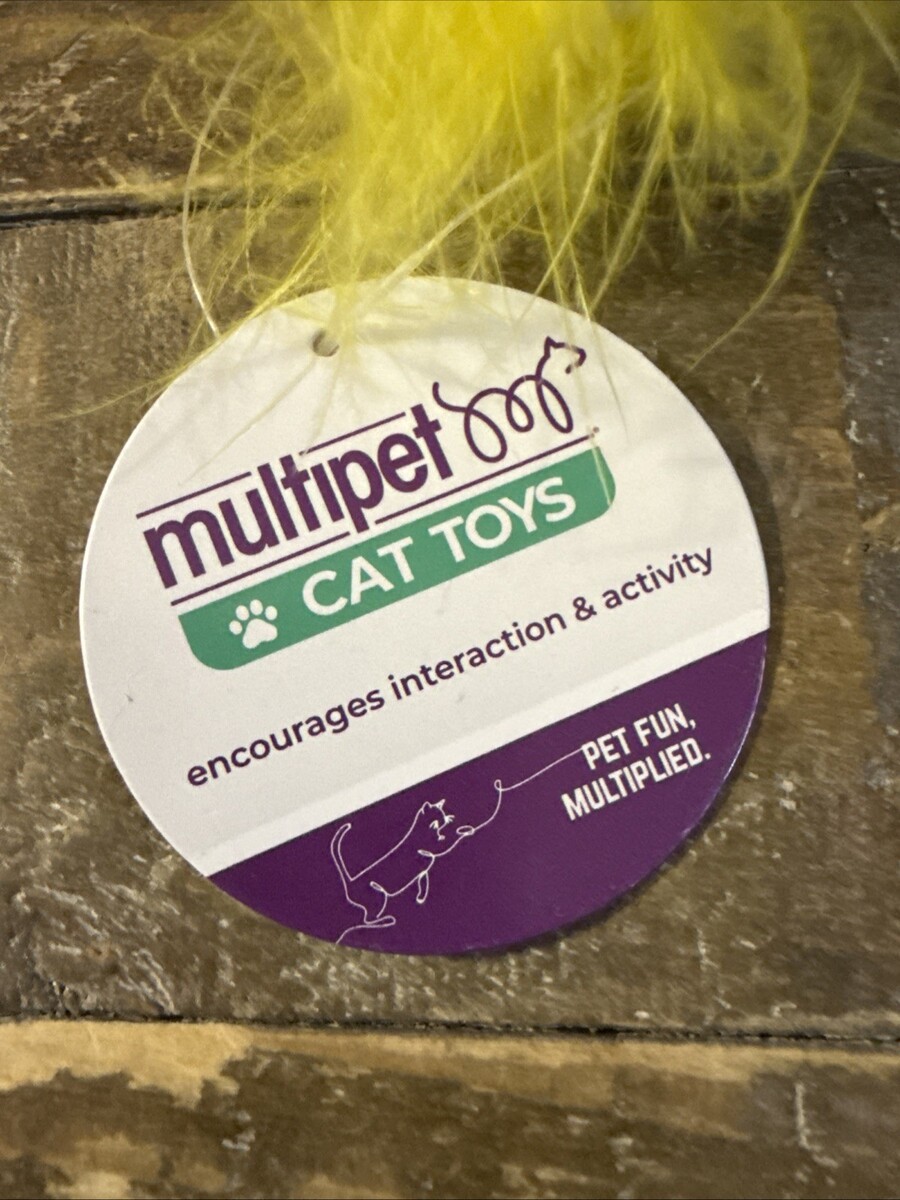 multipet
CAT TOYS
encourages interaction & activity
PET FUN,
MULTIPLIED.